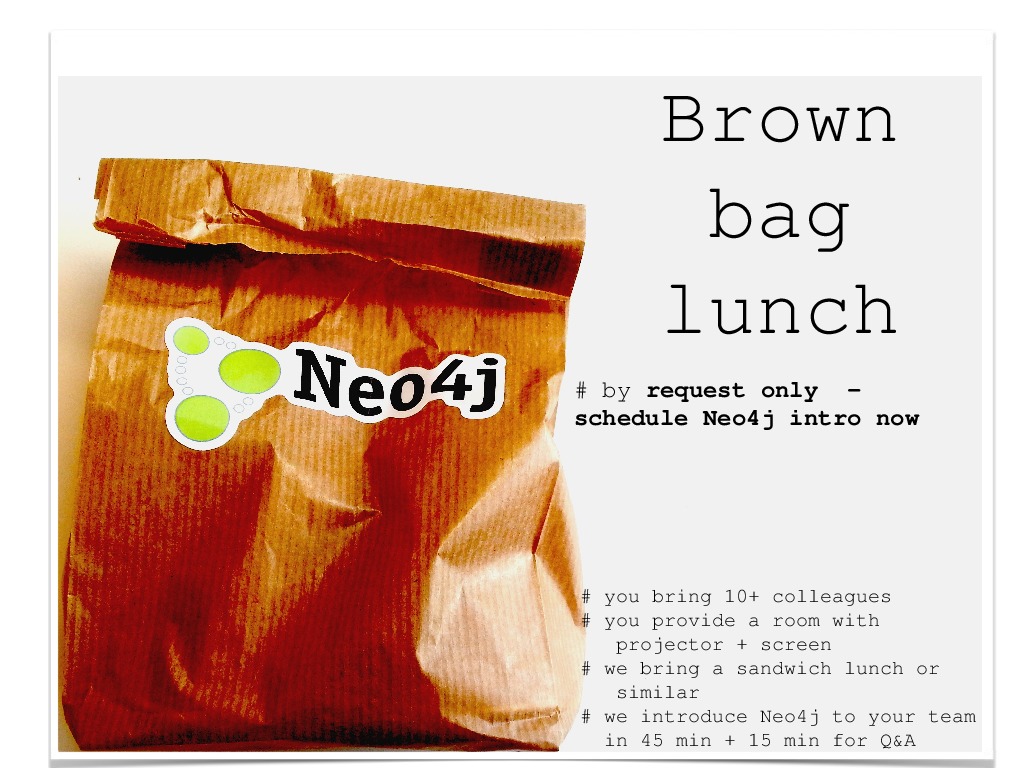 Brown
bag
lunch
Neo4j
# by request only –
schedule Neo4j intro now
# you bring 10+ colleagues
# you provide a room with
projector + screen
# we bring a sandwich lunch or
similar
# we introduce Neo4j to your team
in 45 min + 15 min for Q&A